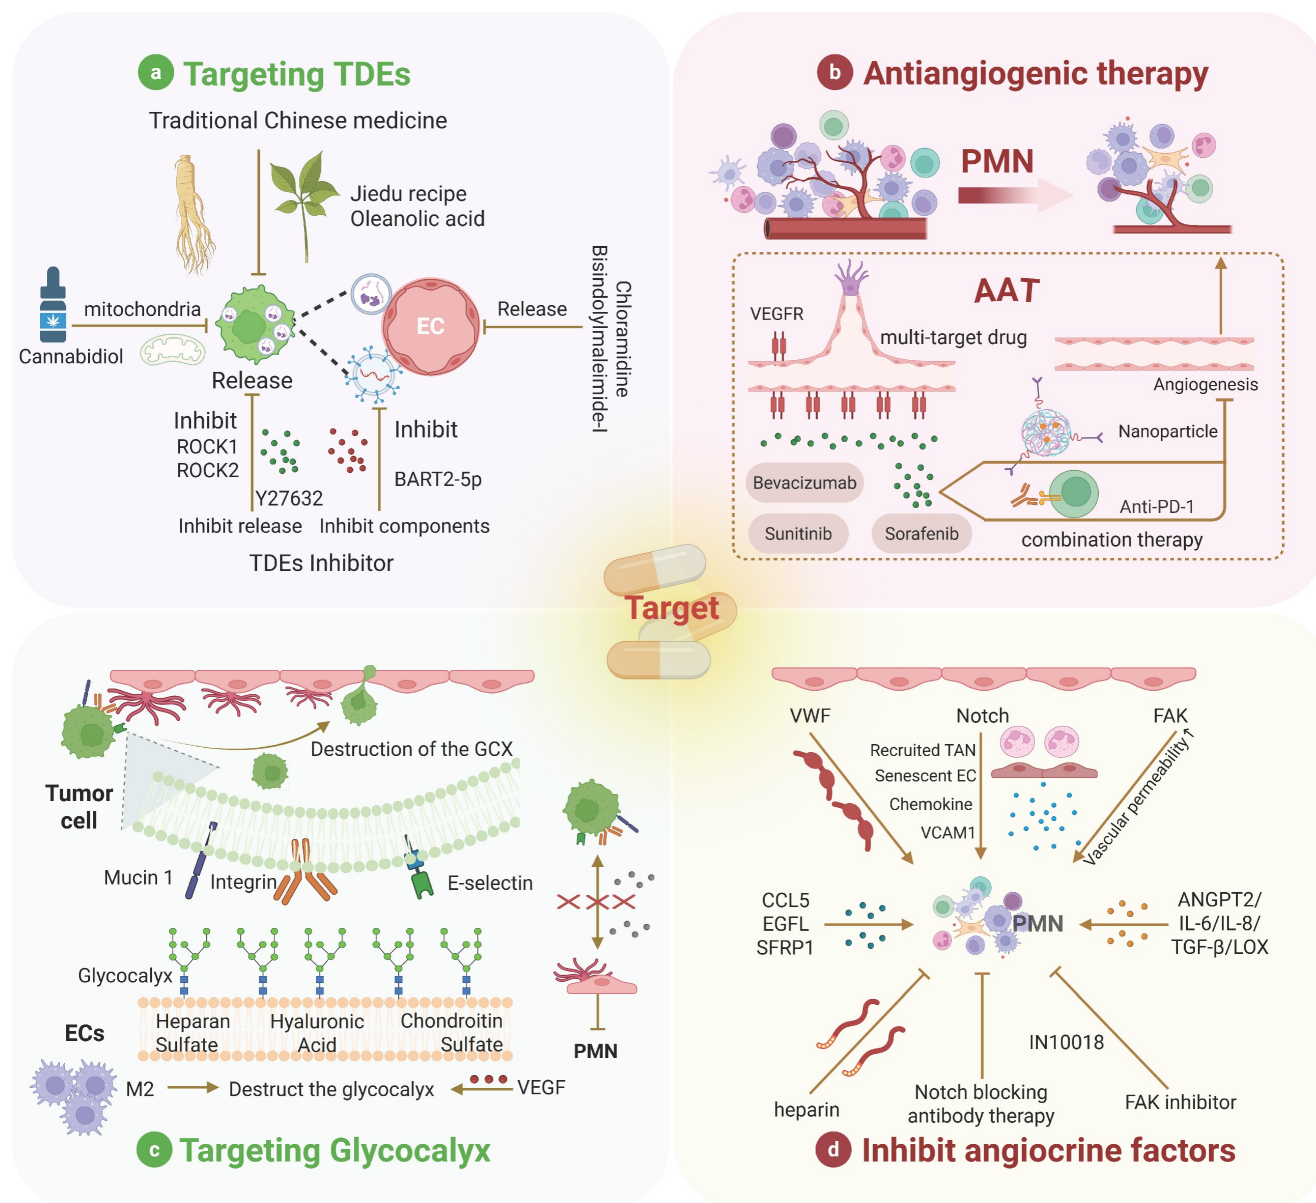 a Targeting TDEs
Traditional Chinese medicine
Jiedu recipe
Oleanolic acid
mitochondria
Cannabidiol
EC
Release
Chloramidine
Bisindolylmaleimide-I
Release
Inhibit
ROCK1
ROCK2
Y27632
Inhibit release
Inhibit
BART2-5p
Inhibit components
TDEs Inhibitor
b Antiangiogenic therapy
PMN
AAT
VEGFR
multi-target drug
Angiogenesis
Nanoparticle
Bevacizumab
Anti-PD-1
Sunitinib
Sorafenib
combination therapy
Target
Destruction of the GCX
Tumor
cell
Mucin 1
Integrin
E-selectin
Glycocalyx
Heparan
Sulfate
Hyaluronic
Acid
Chondroitin
Sulfate
ECs
M2
Destruct the glycocalyx
VEGF
PMN
c Targeting Glycocalyx
VWF
Notch
FAK
Recruited TAN
Senescent EC
Chemokine
VCAM1
Vascular permeability↑
CCL5
EGFL
SFRP1
PMN
ANGPT2/
IL-6/IL-8/
TGF-β/LOX
heparin
Notch blocking
antibody therapy
IN10018
FAK inhibitor
d Inhibit angiocrine factors